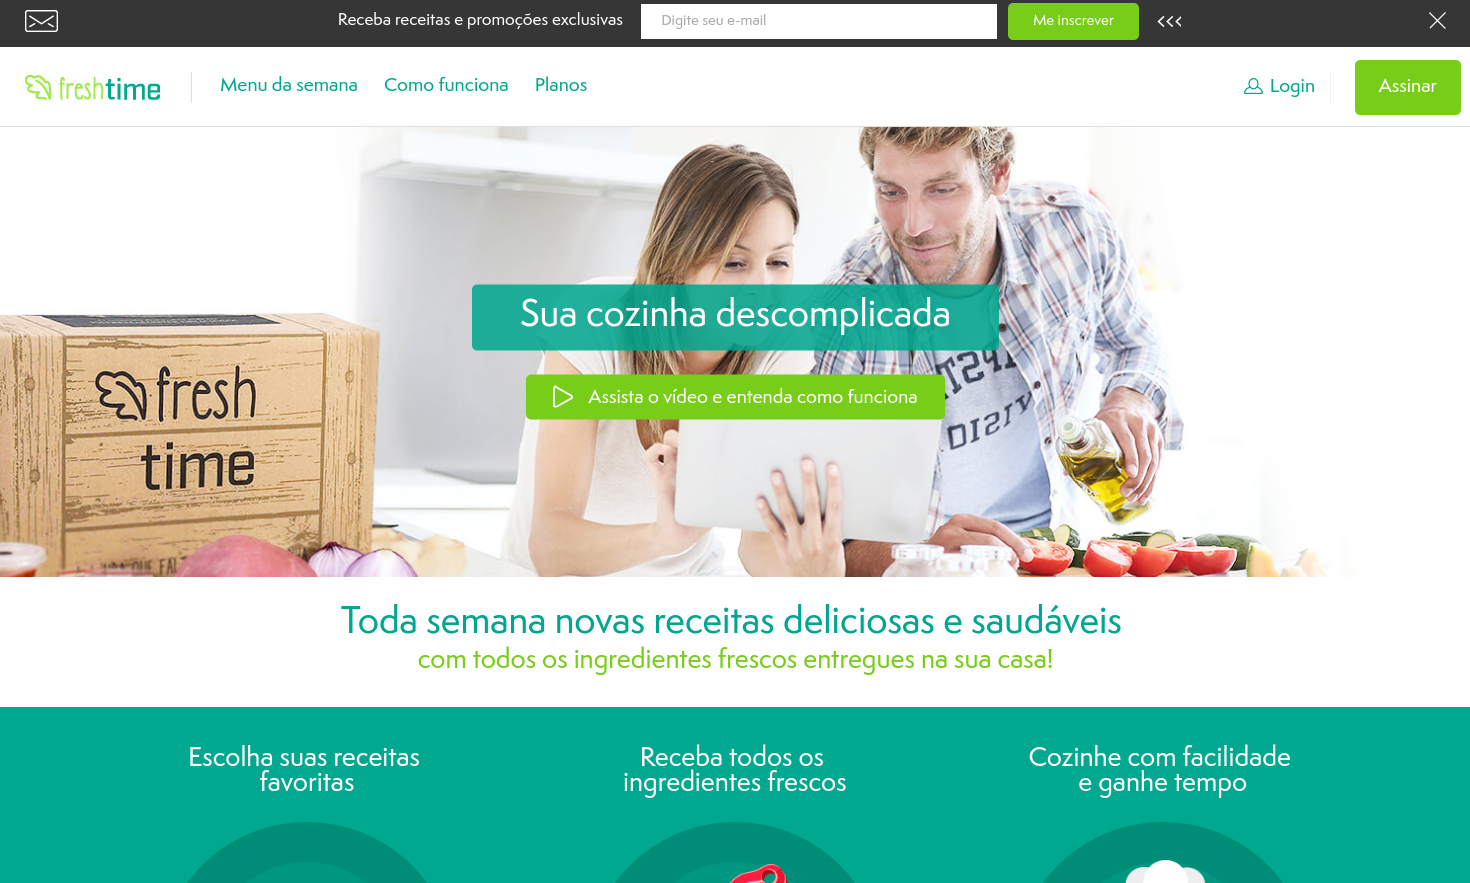 Receba receitas e promoções exclusivas
Digite seu e-mail
Me inscrever
freshtime
Menu da semana
Como funciona
Planos
Login
Assinar
Sua cozinha descomplicada
Assista o vídeo e entenda como funciona
fresh
time
Toda semana novas receitas deliciosas e saudáveis
com todos os ingredientes frescos entregues na sua casa!
Escolha suas receitas
favoritas
Receba todos os
ingredientes frescos
Cozinhe com facilidade
e ganhe tempo